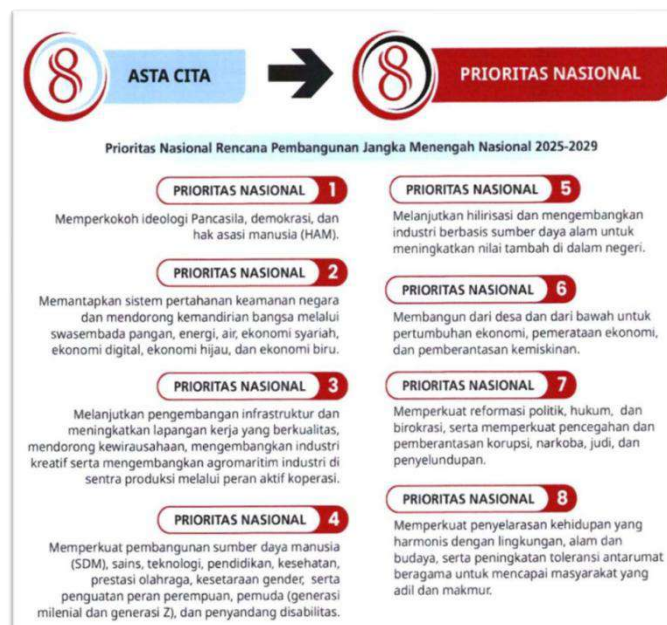 8 ASTA CITA
8 PRIORITAS NASIONAL
Prioritas Nasional Rencana Pembangunan Jangka Menengah Nasional 2025-2029
PRIORITAS NASIONAL 1
Memperkokoh ideologi Pancasila, demokrasi, dan
hak asasi manusia (HAM).
PRIORITAS NASIONAL 2
Memantapkan sistem pertahanan keamanan negara
dan mendorong kemandirian bangsa melalui
swasembada pangan, energi, air, ekonomi syariah,
ekonomi digital, ekonomi hijau, dan ekonomi biru.
PRIORITAS NASIONAL 3
Melanjutkan pengembangan infrastruktur dan
meningkatkan lapangan kerja yang berkualitas,
mendorong kewirausahaan, mengembangkan industri
kreatif serta mengembangkan agromaritim industri di
sentra produksi melalui peran aktif koperasi.
PRIORITAS NASIONAL 4
Memperkuat pembangunan sumber daya manusia
(SDM), sains, teknologi, pendidikan, kesehatan,
prestasi olahraga, kesetaraan gender, serta
penguatan peran perempuan, pemuda (generasi
milenial dan generasi Z), dan penyandang disabilitas.
PRIORITAS NASIONAL 5
Melanjutkan hilirisasi dan mengembangkan
industri berbasis sumber daya alam untuk
meningkatkan nilai tambah di dalam negeri.
PRIORITAS NASIONAL 6
Membangun dari desa dan dari bawah untuk
pertumbuhan ekonomi, pemerataan ekonomi,
dan pemberantasan kemiskinan.
PRIORITAS NASIONAL 7
Memperkuat reformasi politik, hukum, dan
birokrasi, serta memperkuat pencegahan dan
pemberantasan korupsi, narkoba, judi, dan
penyelundupan.
PRIORITAS NASIONAL 8
Memperkuat penyelarasan kehidupan yang
harmonis dengan lingkungan, alam dan
budaya, serta peningkatan toleransi antarumat
beragama untuk mencapai masyarakat yang
adil dan makmur.